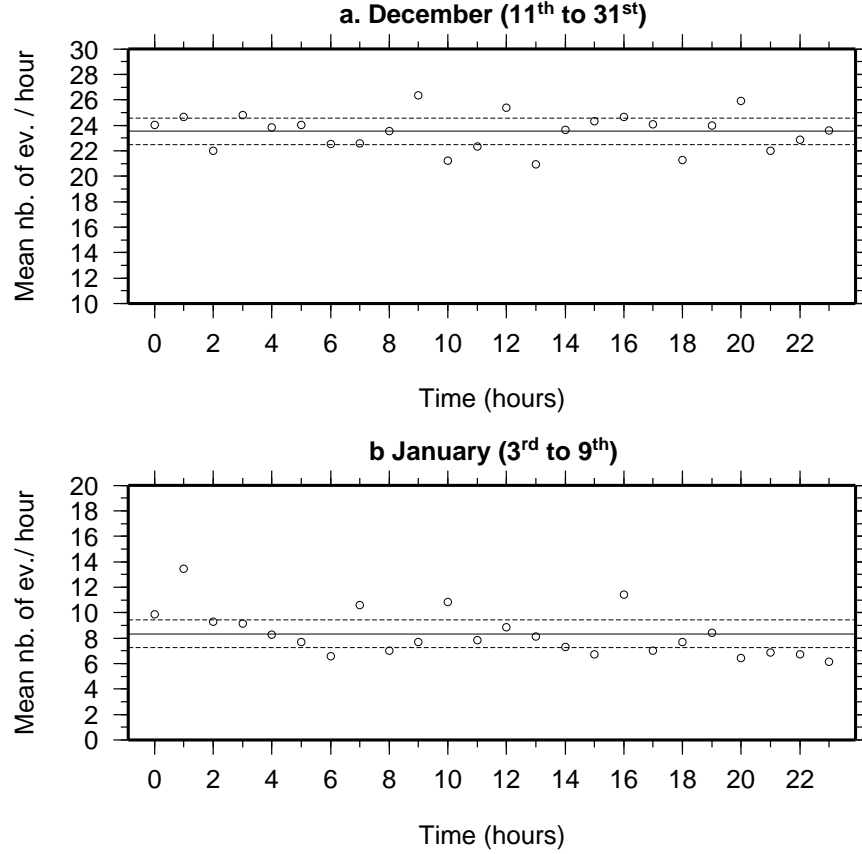 a. December (11th to 31st)
Mean nb. of ev. / hour
30
28
26
24
22
20
18
16
14
12
10
0 2 4 6 8 10 12 14 16 18 20 22
Time (hours)
b January (3rd to 9th)
Mean nb. of ev./ hour
20
18
16
14
12
10
8
6
4
2
0
0 2 4 6 8 10 12 14 16 18 20 22
Time (hours)